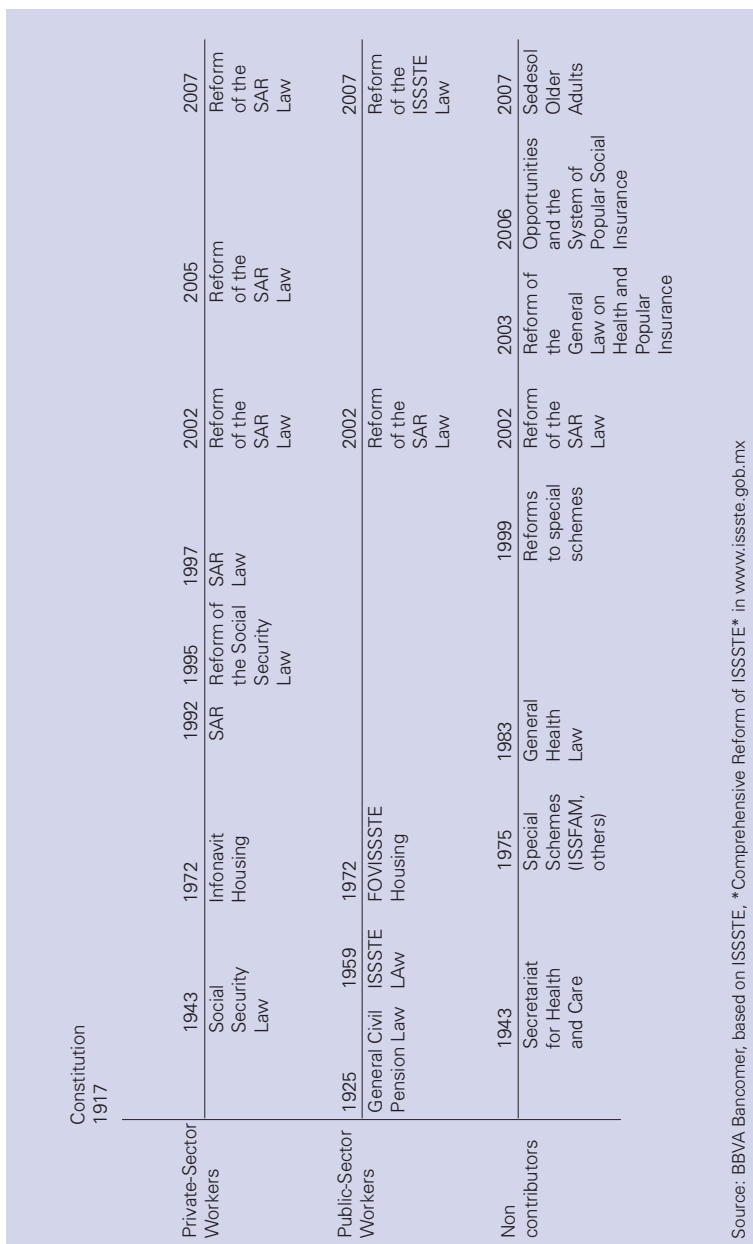 Constitution
1917
Private-Sector
Workers
1943
Social
Security
Law
1972
Infonavit
Housing
1992
SAR
1995
Reform of
the Social
Security
Law
1997
SAR
Law
2002
Reform
of the
SAR
Law
2005
Reform
of the
SAR
Law
2007
Reform
of the
SAR
Law
Public-Sector
Workers
1925
General Civil
Pension Law
1959
ISSSTE
LAw
1972
FOVISSSTE
Housing
2002
Reform
of the
SAR
Law
2007
Reform
of the
ISSSTE
Law
Non
contributors
1943
Secretariat
for Health
and Care
1975
Special
Schemes
(ISSFAM,
others)
1983
General
Health
Law
1999
Reforms
to special
schemes
2002
Reform
of the
SAR
Law
2003
Reform of
the
General
Law on
Health and
Popular
Insurance
2006
Opportunities
and the
System of
Popular Social
Insurance
2007
Sedesol
Older
Adults
Source: BBVA Bancomer, based on ISSSTE, *Comprehensive Reform of ISSSTE* in www.issste.gob.mx